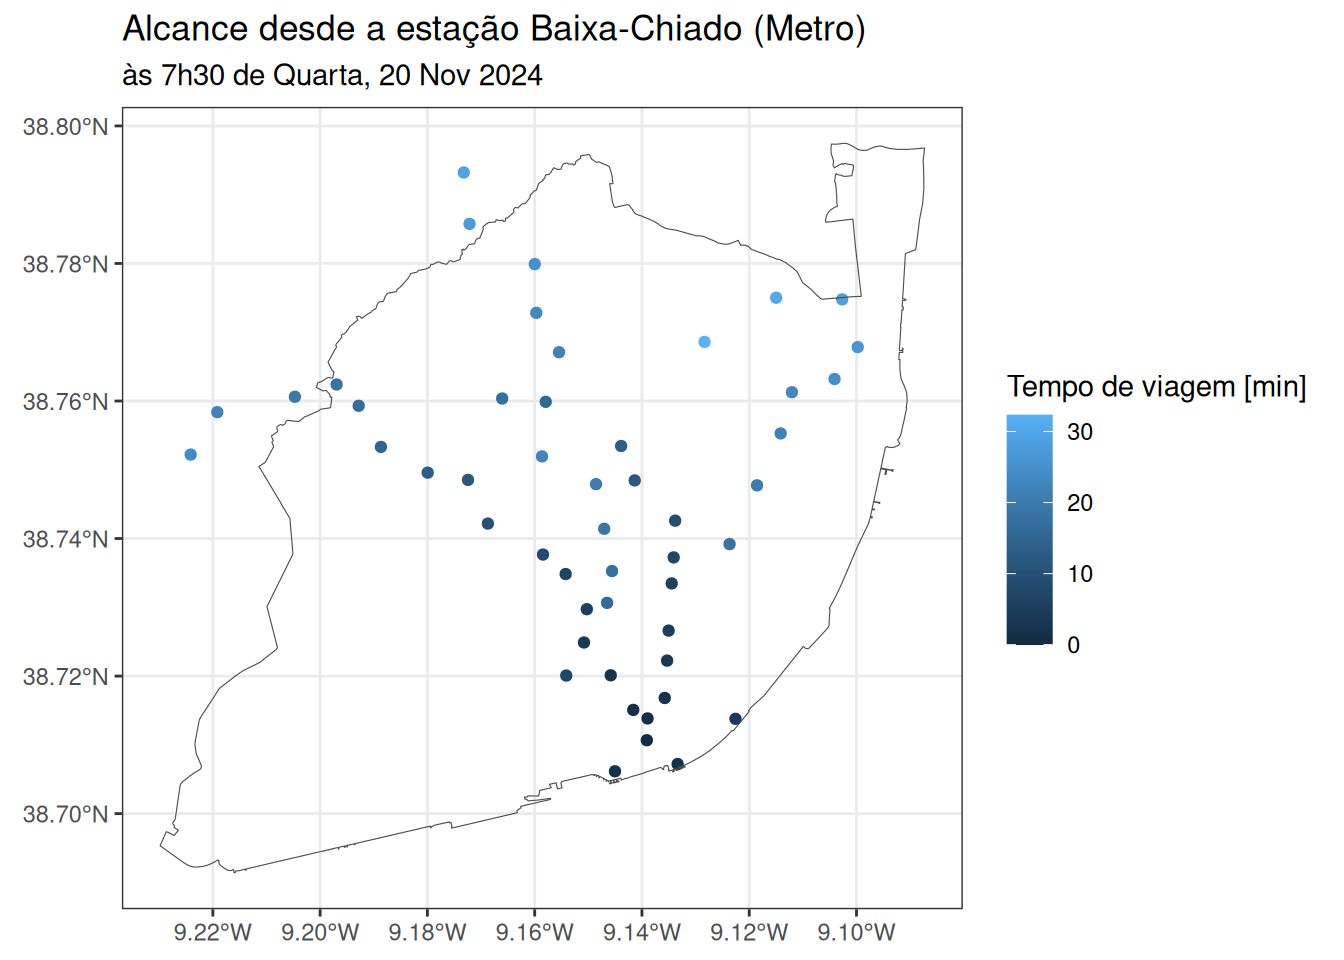 Alcance desde a estação Baixa-Chiado (Metro)
às 7h30 de Quarta, 20 Nov 2024
38.80°N
38.78°N
38.76°N
38.74°N
38.72°N
38.70°N
9.22°W 9.20°W 9.18°W 9.16°W 9.14°W 9.12°W 9.10°W
Tempo de viagem [min]
30
20
10
0